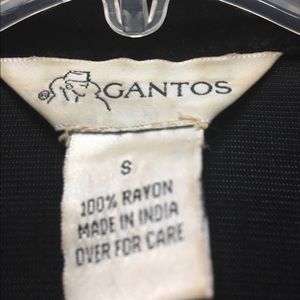 GANTOS
S
100% RAYON
MADE IN INDIA
OVER FOR CARE